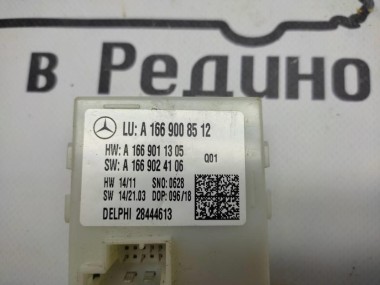 в Редино
LU: A 166 900 85 12
HW: A 166 901 13 05
SW: A 166 902 41 06
Q01
HW 14/11 SNO: 0628
SW 14/21.03 DOP: 096/18
DELPHI 28444613